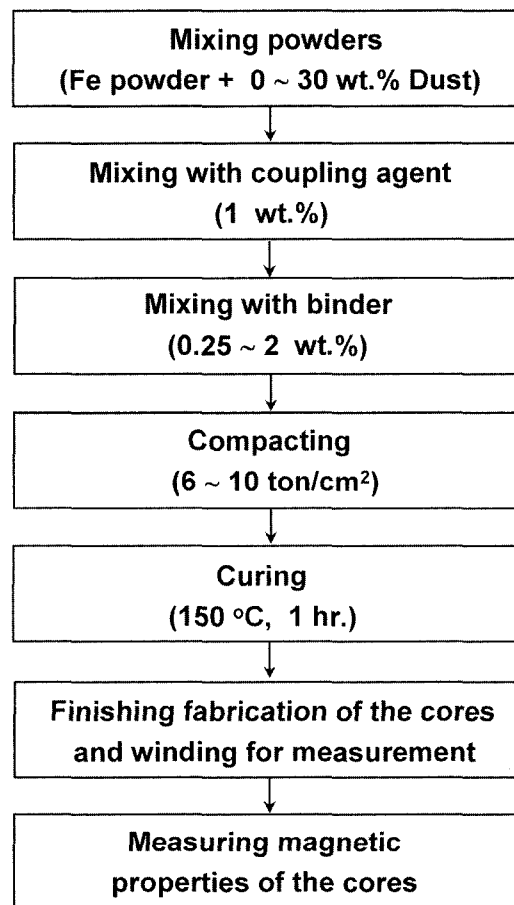 Mixing powders
(Fe powder + 0 ~ 30 wt.% Dust)
Mixing with coupling agent
(1 wt.%)
Mixing with binder
(0.25 ~ 2 wt.%)
Compacting
(6 ~ 10 ton/cm²)
Curing
(150 °C, 1 hr.)
Finishing fabrication of the cores
and winding for measurement
Measuring magnetic
properties of the cores